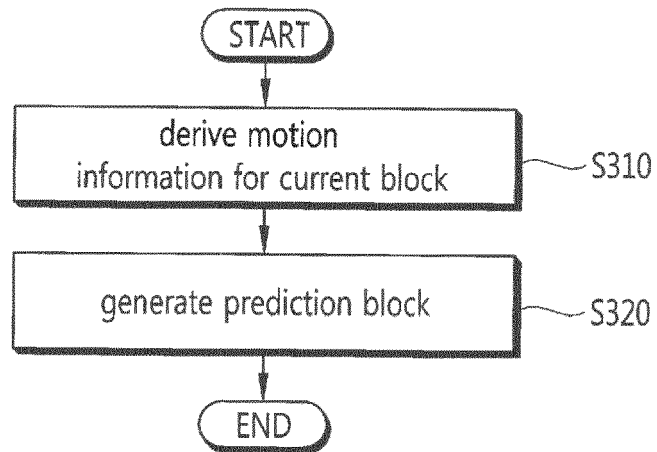 START
derive motion
information for current block
S310
generate prediction block
S320
END